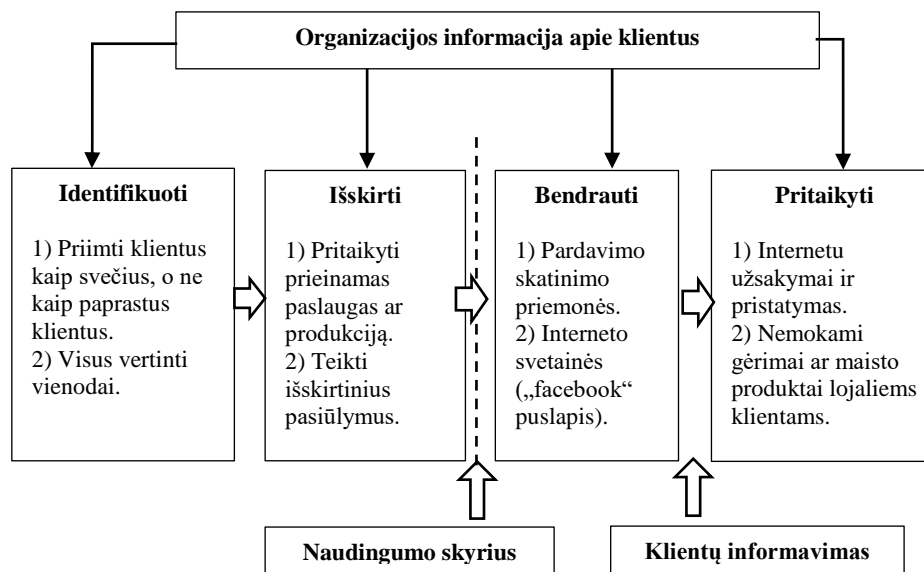 Organizacijos informacija apie klientus
Identifikuoti
1) Priimti klientus
kaip svečius, o ne
kaip paprastus
klientus.
2) Visus vertinti
vienodai.
Išskirti
1) Pritaikyti
prieinamas
paslaugas ar
produkciją.
2) Teikti
išskirtinius
pasiūlymus.
Bendrauti
1) Pardavimo
skatinimo
priemonės.
2) Interneto
svetainės
(„facebook“
puslapis).
Pritaikyti
1) Internetu
užsakymai ir
pristatymas.
2) Nemokami
gėrimai ar maisto
produktai lojaliems
klientams.
Naudingumo skyrius
Klientų informavimas